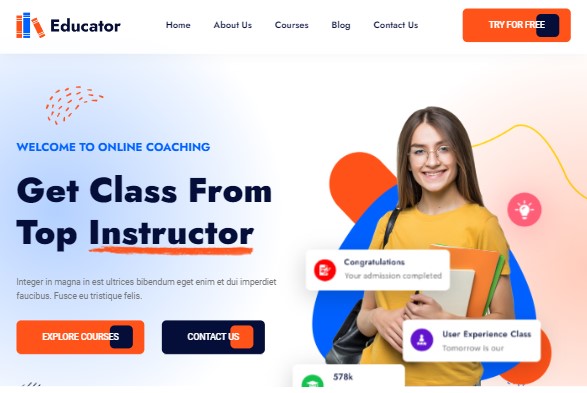 Educator
Home
About Us
Courses
Blog
Contact Us
TRY FOR FREE
WELCOME TO ONLINE COACHING
Get Class From
Top Instructor
Integer in magna in est ultrices bibendum eget enim et dui imperdiet
faucibus. Fusce eu tristique felis.
EXPLORE COURSES
CONTACT US
Congratulations
Your admission completed
User Experience Class
Tomorrow is our
578k